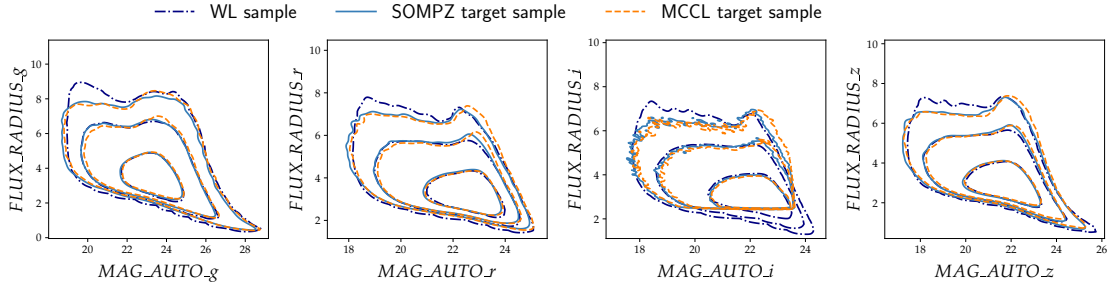 WL sample SOMPZ target sample MCCL target sample
FLUX_RADIUS_g
10
8
6
4
2
0
20 22 24 26 28
MAG_AUTO_g
FLUX_RADIUS_r
10
8
6
4
2
18 20 22 24
MAG_AUTO_r
FLUX_RADIUS_i
10
8
6
4
2
18 20 22 24
MAG_AUTO_i
FLUX_RADIUS_z
10
8
6
4
2
18 20 22 24 26
MAG_AUTO_z